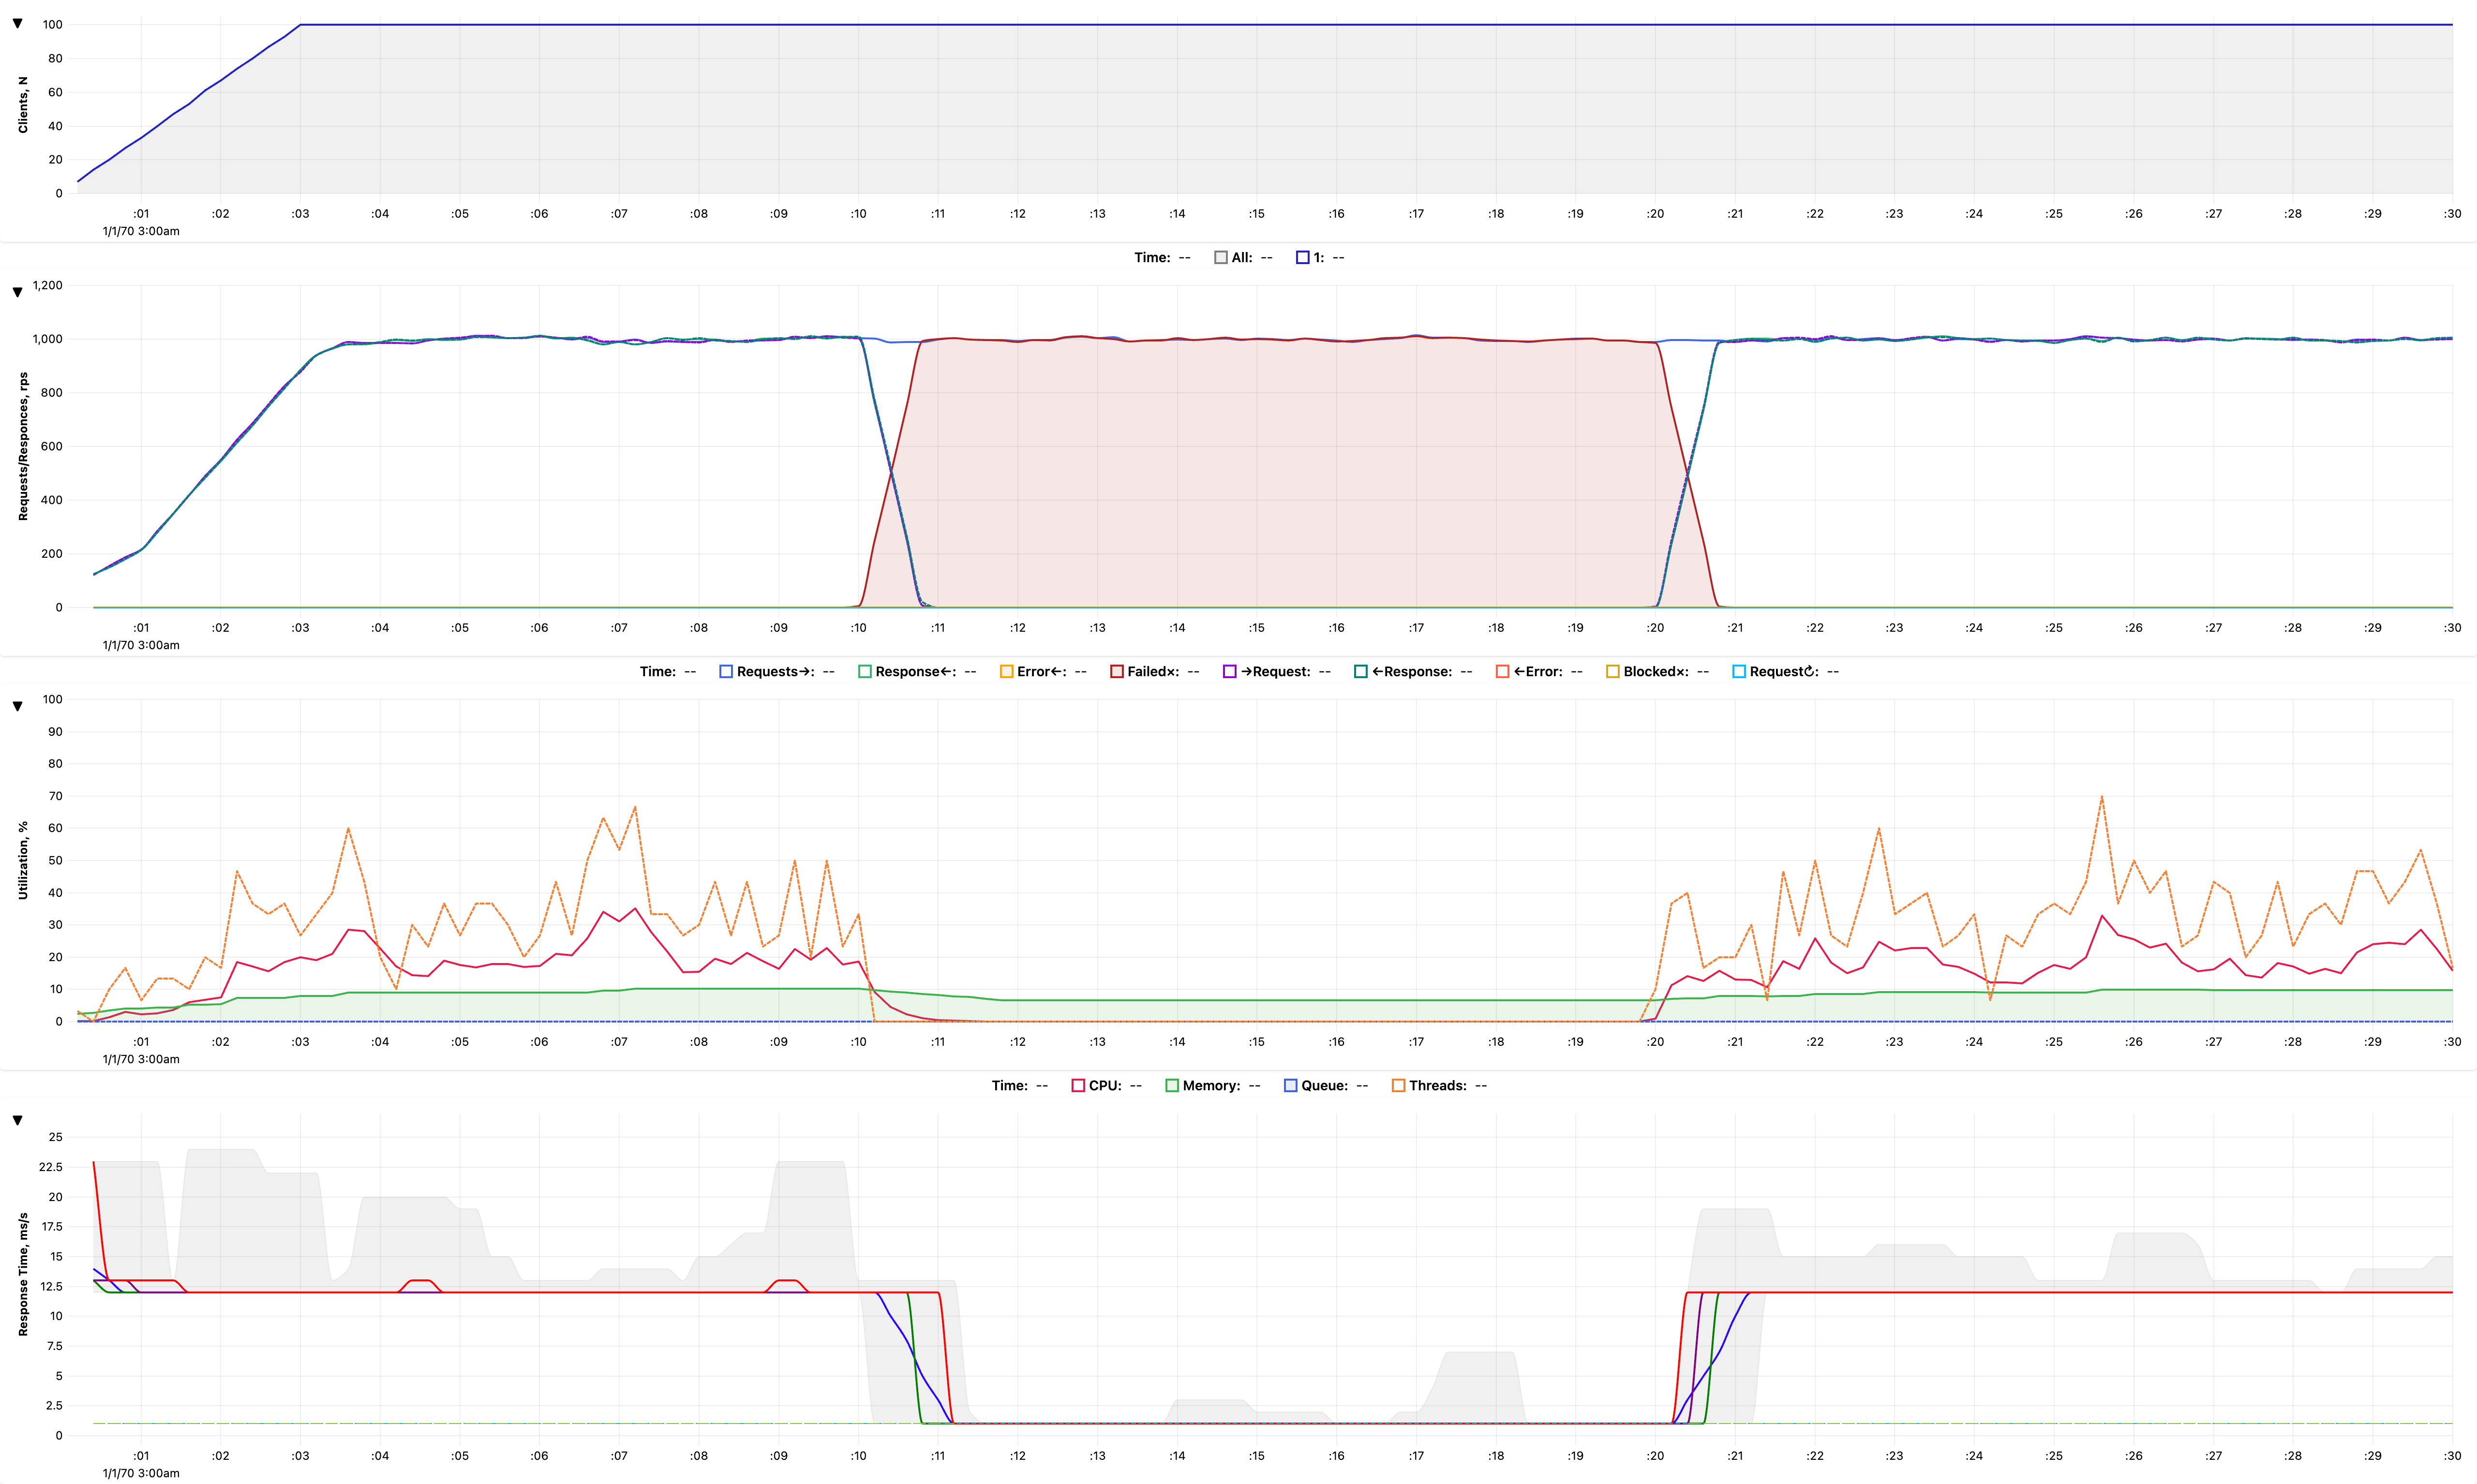 ▼
Clients, N
100
80
60
40
20
0
:01 :02 :03 :04 :05 :06 :07 :08 :09 :10 :11 :12 :13 :14 :15 :16 :17 :18 :19 :20 :21 :22 :23 :24 :25 :26 :27 :28 :29 :30
1/1/70 3:00am
Time: -- All: -- 1: --
▼
Requests/Responces, rps
1,200
1,000
800
600
400
200
0
:01 :02 :03 :04 :05 :06 :07 :08 :09 :10 :11 :12 :13 :14 :15 :16 :17 :18 :19 :20 :21 :22 :23 :24 :25 :26 :27 :28 :29 :30
1/1/70 3:00am
Time: -- Requests→: -- Response←: -- Error←: -- Failed×: -- →Request: -- ←Response: -- ←Error: -- Blocked×: -- Request↻: --
▼
Utilization, %
100
90
80
70
60
50
40
30
20
10
0
:01 :02 :03 :04 :05 :06 :07 :08 :09 :10 :11 :12 :13 :14 :15 :16 :17 :18 :19 :20 :21 :22 :23 :24 :25 :26 :27 :28 :29 :30
1/1/70 3:00am
Time: -- CPU: -- Memory: -- Queue: -- Threads: --
▼
Response Time, ms/s
25
22.5
20
17.5
15
12.5
10
7.5
5
2.5
0
:01 :02 :03 :04 :05 :06 :07 :08 :09 :10 :11 :12 :13 :14 :15 :16 :17 :18 :19 :20 :21 :22 :23 :24 :25 :26 :27 :28 :29 :30
1/1/70 3:00am